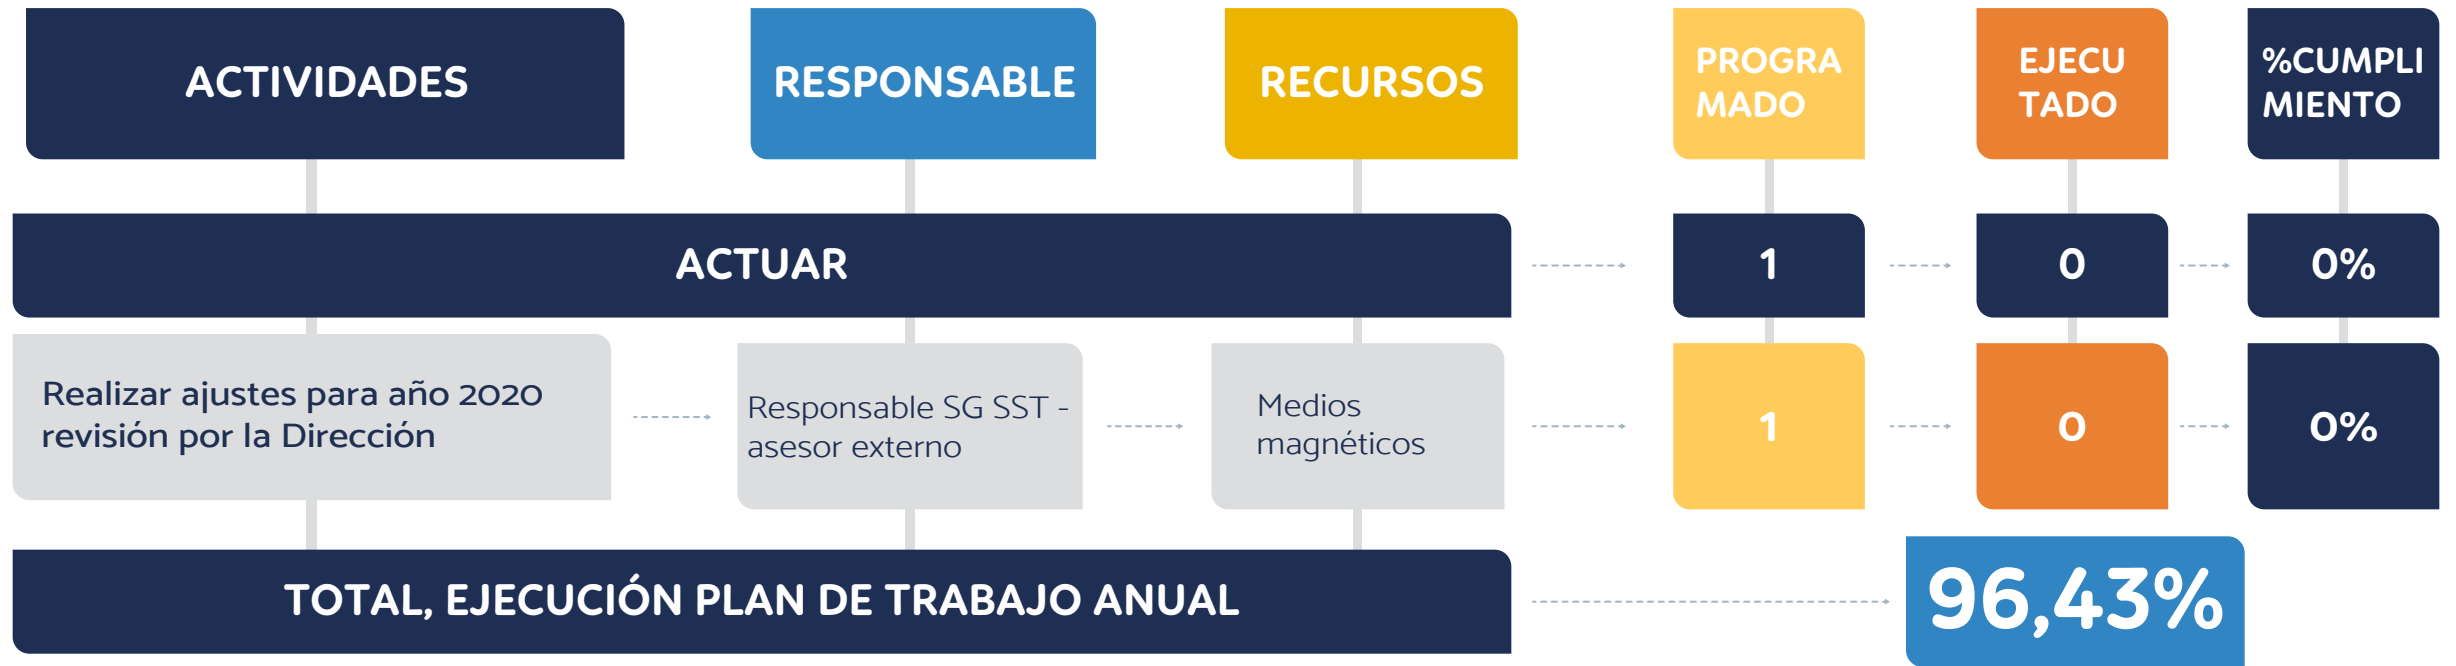 ACTIVIDADES
RESPONSABLE
RECURSOS
PROGRA
MADO
EJECU
TADO
%CUMPLI
MIENTO
ACTUAR
1
0
0%
Realizar ajustes para año 2020
revisión por la Dirección
Responsable SG SST -
asesor externo
Medios
magnéticos
1
0
0%
TOTAL, EJECUCIÓN PLAN DE TRABAJO ANUAL
96,43%